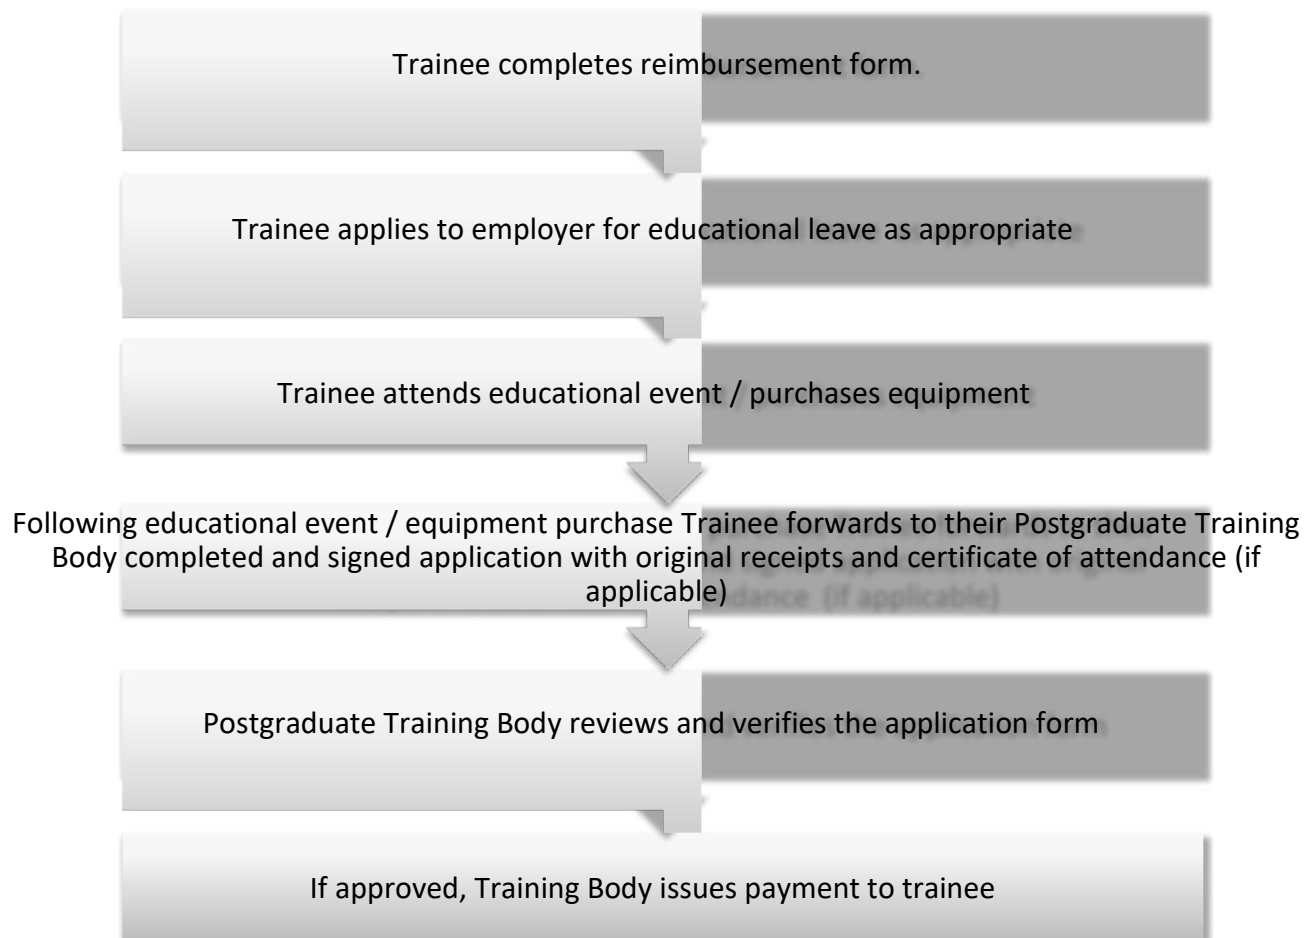 Trainee completes reimbursement form.
Trainee applies to employer for educational leave as appropriate
Trainee attends educational event / purchases equipment
Following educational event / equipment purchase Trainee forwards to their Postgraduate Training
Body completed and signed application with original receipts and certificate of attendance (if
applicable)
Postgraduate Training Body reviews and verifies the application form
If approved, Training Body issues payment to trainee